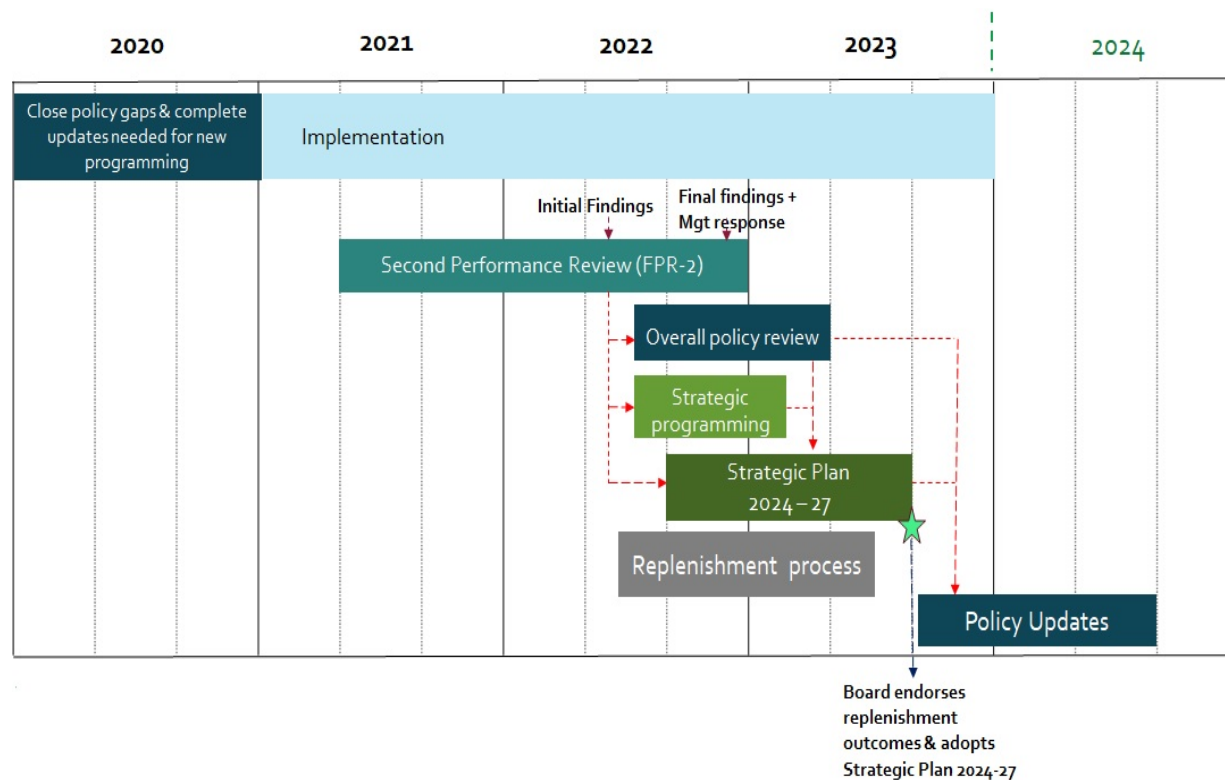 2020 2021 2022 2023 2024
Close policy gaps & complete
updates needed for new
programming
Implementation
Initial Findings
Final findings +
Mgt response
Second Performance Review (FPR-2)
Overall policy review
Strategic
programming
Strategic Plan
2024 – 27
Replenishment process
Policy Updates
Board endorses
replenishment
outcomes & adopts
Strategic Plan 2024-27